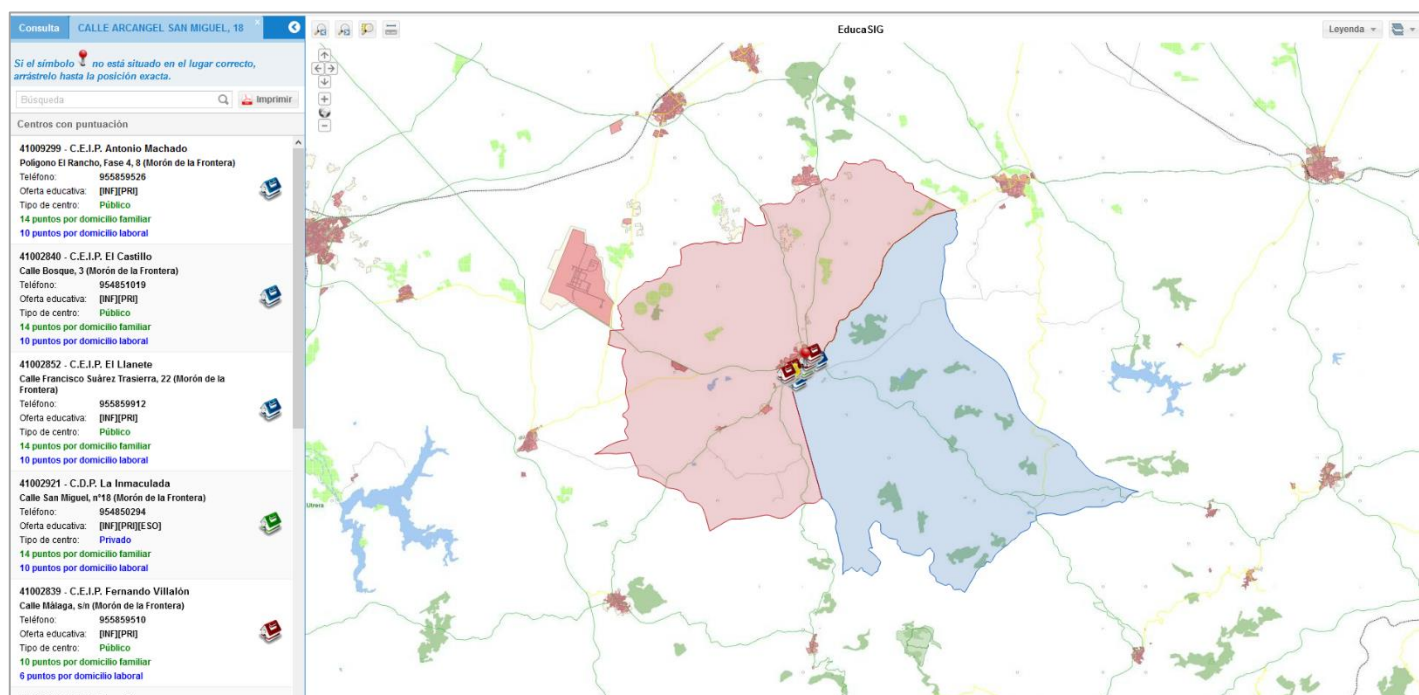 Consulta
CALLE ARCANGEL SAN MIGUEL, 18
EducaSIG
Leyenda
Si el símbolo no está situado en el lugar correcto,
arrástrelo hasta la posición exacta.
Búsqueda
Imprimir
Centros con puntuación
41009299 - C.E.I.P. Antonio Machado
Poligono El Rancho, Fase 4, 8 (Morón de la Frontera)
Teléfono: 955859526
Oferta educativa: [INF][PRI]
Tipo de centro: Público
14 puntos por domicilio familiar
10 puntos por domicilio laboral
41002840 - C.E.I.P. El Castillo
Calle Bosque, 3 (Morón de la Frontera)
Teléfono: 954851019
Oferta educativa: [INF][PRI]
Tipo de centro: Público
14 puntos por domicilio familiar
10 puntos por domicilio laboral
41002852 - C.E.I.P. El Llanete
Calle Francisco Suàrez Trasierra, 22 (Morón de la
Frontera)
Teléfono: 955859912
Oferta educativa: [INF][PRI]
Tipo de centro: Público
14 puntos por domicilio familiar
10 puntos por domicilio laboral
41002921 - C.D.P. La Inmaculada
Calle San Miguel, nº18 (Morón de la Frontera)
Teléfono: 954850294
Oferta educativa: [INF][PRI][ESO]
Tipo de centro: Privado
14 puntos por domicilio familiar
10 puntos por domicilio laboral
41002839 - C.E.I.P. Fernando Villalón
Calle Màlaga, s/n (Morón de la Frontera)
Teléfono: 955859510
Oferta educativa: [INF][PRI]
Tipo de centro: Público
10 puntos por domicilio familiar
6 puntos por domicilio laboral
Utrera